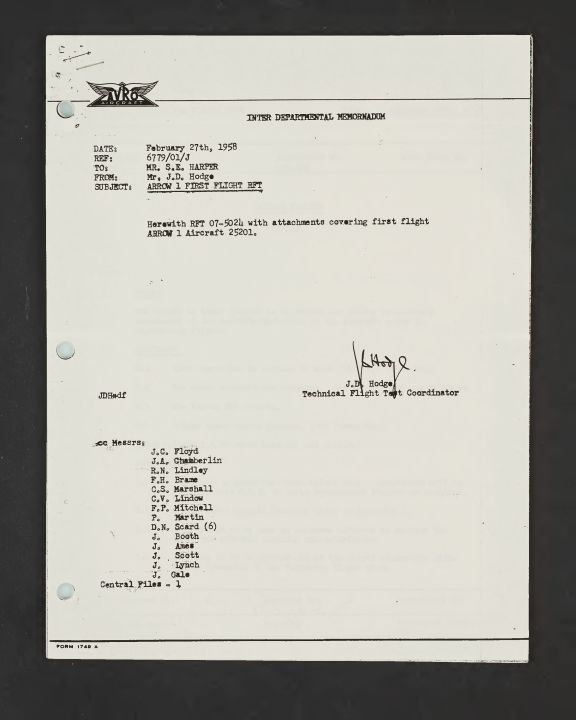 AVRO
AIRCRAFT
INTER DEPARTMENTAL MEMORNADUM
DATE: February 27th, 1958
REF: 6779/01/J
TO: MR. S.E. HARPER
FROM: Mr. J.D. Hodge
SUBJECT: ARROW 1 FIRST FLIGHT RFT
Herewith RFT 07-5024 with attachments covering first flight
ARROW 1 Aircraft 25201.
J.D. Hodge
JDH*df Technical Flight Test Coordinator
cc Messrs:
J.C. Floyd
J.A. Chamberlin
R.N. Lindley
F.H. Brame
C.S. Marshall
C.V. Lindow
F.P. Mitchell
P. Martin
D.N. Scard (6)
J. Booth
J. Ames
J. Scott
J. Lynch
J. Gale
Central Files - 1
FORM 1749 A